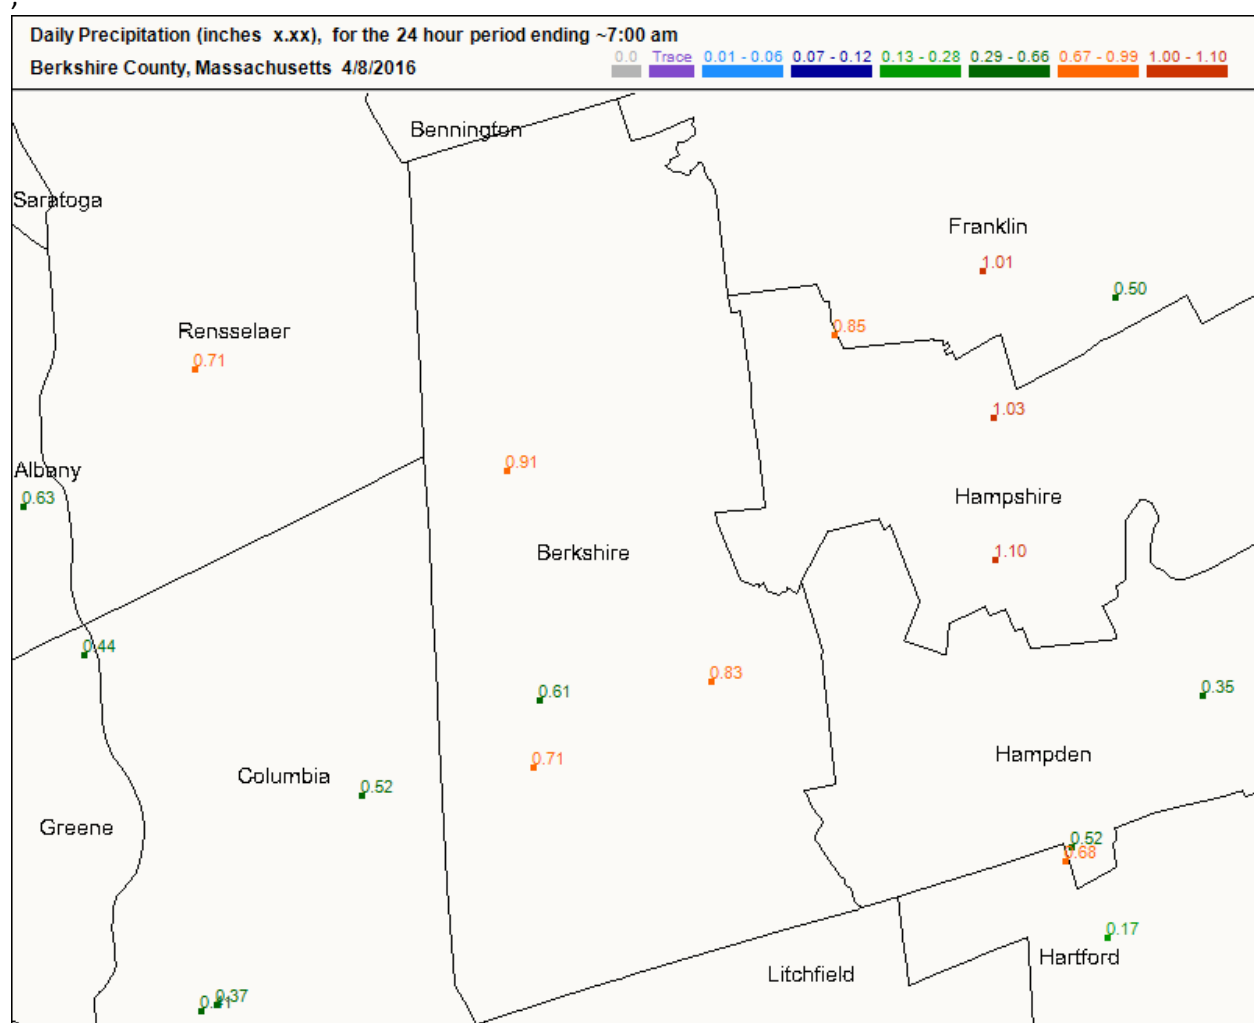 ,
Daily Precipitation (inches x.xx), for the 24 hour period ending ~7:00 am
Berkshire County, Massachusetts 4/8/2016
0.0 Trace 0.01 - 0.06 0.07 - 0.12 0.13 - 0.28 0.29 - 0.66 0.67 - 0.99 1.00 - 1.10
Bennington
Saratoga
Franklin
1.01
0.50
Rensselaer
0.85
0.71
1.03
0.91
Albany
0.63
Hampshire
Berkshire
1.10
0.44
0.83
0.61
0.35
Hampden
0.71
Columbia
0.52
Greene
0.52
0.68
0.17
Hartford
Litchfield
0.37